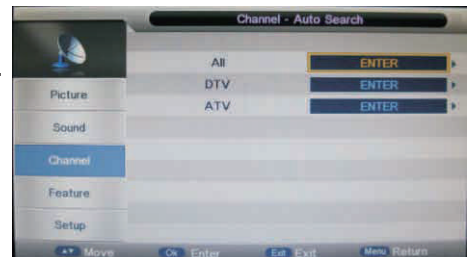 Channel - Auto Search
All ENTER
DTV ENTER
ATV ENTER
Picture
Sound
Channel
Feature
Setup
Move Ok Enter Exit Exit Menu Return